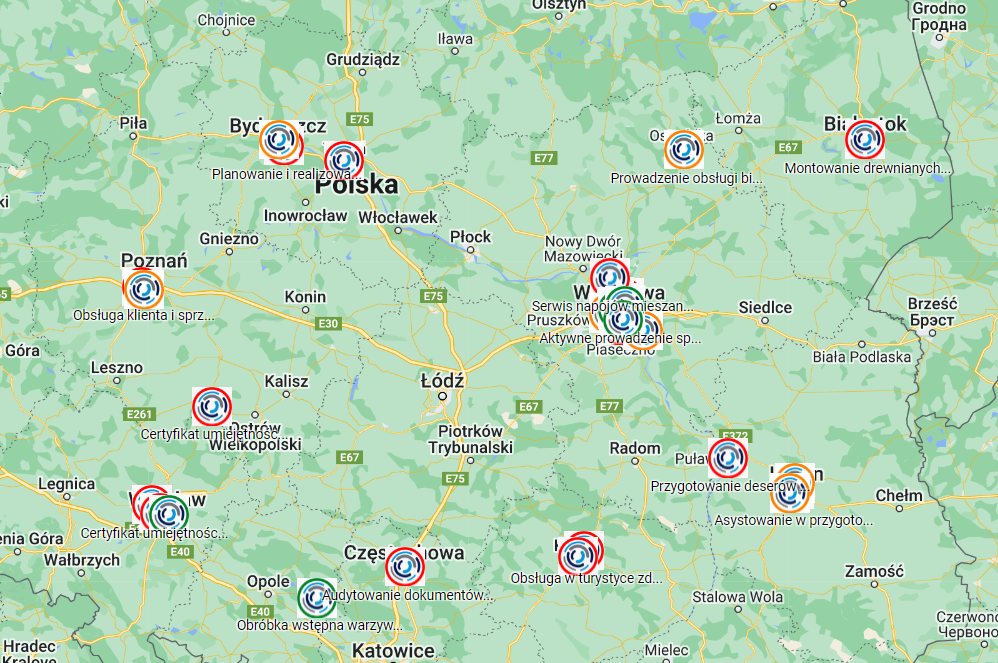 Olsztyn
Grodno
Гродна
Chojnice
Iława
Grudziądz
E75
Łomża
Piła
E67
E77
Montowanie drewnianych...
Planowanie i realizowa...
Prowadzenie obsługi bi...
Polska
Inowrocław
Włocławek
Gniezno
Płock
Nowy Dwór
Mazowiecki
Poznań
E75
Konin
Serwis napojów mieszan...
Siedlce
Brześć
Брэст
Obsługa klienta i sprz...
E30
Pruszków
Aktywne prowadzenie sp...
Piaseczno
Góra
Biała Podlaska
Leszno
Kalisz
Łódź
E261
E67
E77
Certyfikat umiejętnośc...
Ostrów
Wielkopolski
Piotrków
Trybunalski
E372
E67
Radom
Puławy
E75
Legnica
Przygotowanie deserów...
Chełm
Asystowanie w przygoto...
Certyfikat umiejętnośc...
E40
Wałbrzych
Częstochowa
Opole
Obsługa w turystyce zd...
Zamość
Audytowanie dokumentów...
Stalowa Wola
E40
Obróbka wstępna warzyw...
Katowice
Mielec
Hradec
Králové